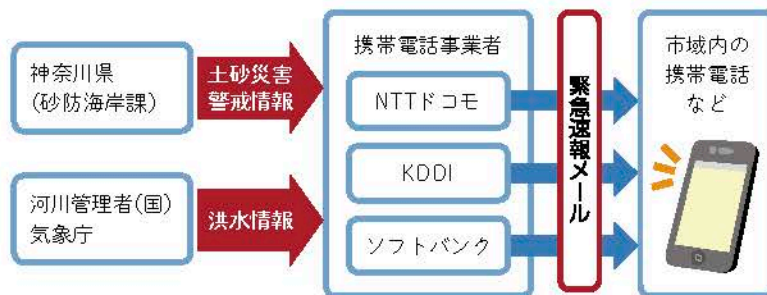 神奈川県
(砂防海岸課)
土砂災害
警戒情報
河川管理者(国)
気象庁
洪水情報
携帯電話事業者
NTTドコモ
KDDI
ソフトバンク
緊急速報メール
市域内の
携帯電話
など